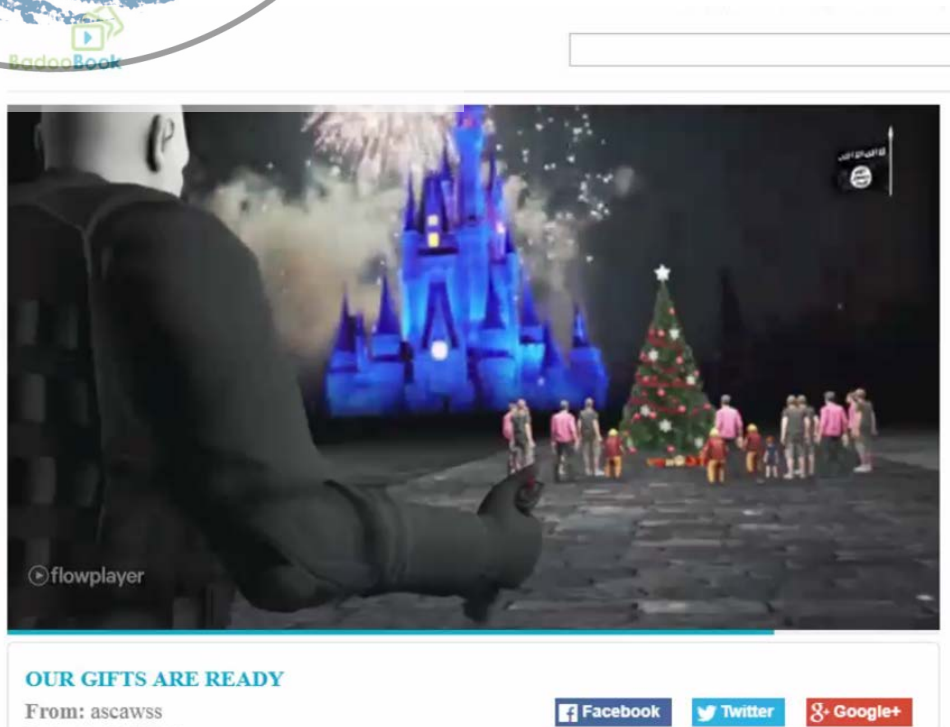 BadooBook
flowplayer
OUR GIFTS ARE READY
From: ascawss
Facebook
Twitter
g+ Google+